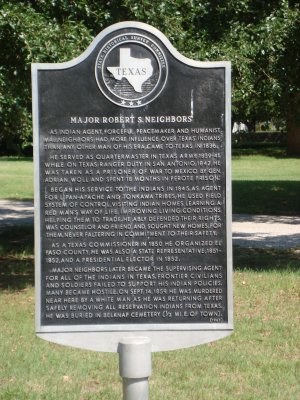 TEXAS
MAJOR ROBERT S. NEIGHBORS
AS INDIAN AGENT, FORCEFUL PEACEMAKER AND HUMANIST,
MAJ. NEIGHBORS HAD MORE INFLUENCE OVER TEXAS INDIANS
THAN ANY OTHER MAN OF HIS ERA. CAME TO TEXAS IN 1836.
HE SERVED AS QUARTERMASTER IN TEXAS ARMY, 1839-41.
WHILE ON TEXAS RANGER DUTY IN SAN ANTONIO, 1842, HE
WAS TAKEN AS A PRISONER OF WAR TO MEXICO BY GEN.
ADRIAN WOLL AND SPENT 18 MONTHS IN PEROTE PRISON.
BEGAN HIS SERVICE TO THE INDIANS IN 1845, AS AGENT
FOR LIPAN-APACHE AND TONKAWA TRIBES. HE USED FIELD
SYSTEM OF CONTROL, VISITING INDIAN HOMES, LEARNING
RED MAN'S WAY OF LIFE, IMPROVING LIVING CONDITIONS,
HELPING THEM TO TRADE, ABLY DEFENDED THEIR RIGHTS,
WAS COUNSELOR AND FRIEND, AND SOUGHT NEW HOMES FOR
THEM, NEVER FALTERING IN COMMITMENT TO THEIR SAFETY.
AS A TEXAS COMMISSIONER IN 1850 HE ORGANIZED EL
PASO COUNTY. HE WAS ALSO A STATE REPRESENTATIVE, 1851-
1852, AND A PRESIDENTIAL ELECTOR IN 1852.
MAJOR NEIGHBORS LATER BECAME THE SUPERVISING AGENT
FOR ALL OF THE INDIANS IN TEXAS. FRONTIER CIVILIANS
AND SOLDIERS FAILED TO SUPPORT HIS INDIAN POLICIES.
MANY BECAME HOSTILE. ON SEPT. 14, 1859, HE WAS MURDERED
NEAR HERE BY A WHITE MAN AS HE WAS RETURNING AFTER
SAFELY REMOVING ALL RESERVATION INDIANS FROM TEXAS.
HE WAS BURIED IN BELKNAP CEMETERY (½ MI. E. OF TOWN).